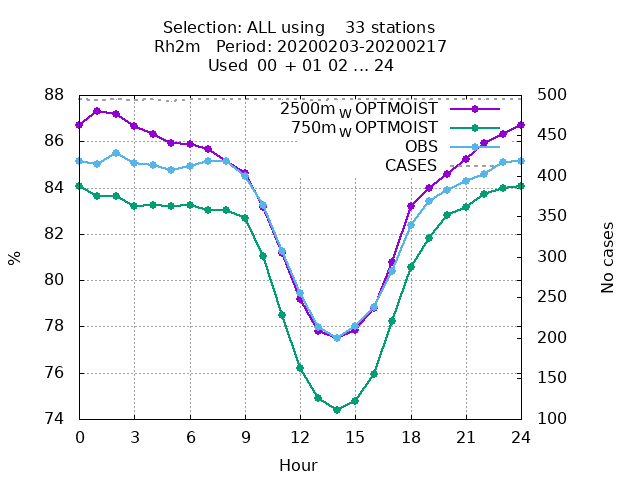 Selection: ALL using    33 stations
Rh2m   Period: 20200203-20200217
Used  00 + 01 02 ... 24
88
86
84
82
80
78
76
74
500
450
400
350
300
250
200
150
100
2500m_W OPTMOIST
750m_W OPTMOIST
OBS
CASES
%
No cases
0 3 6 9 12 15 18 21 24
Hour